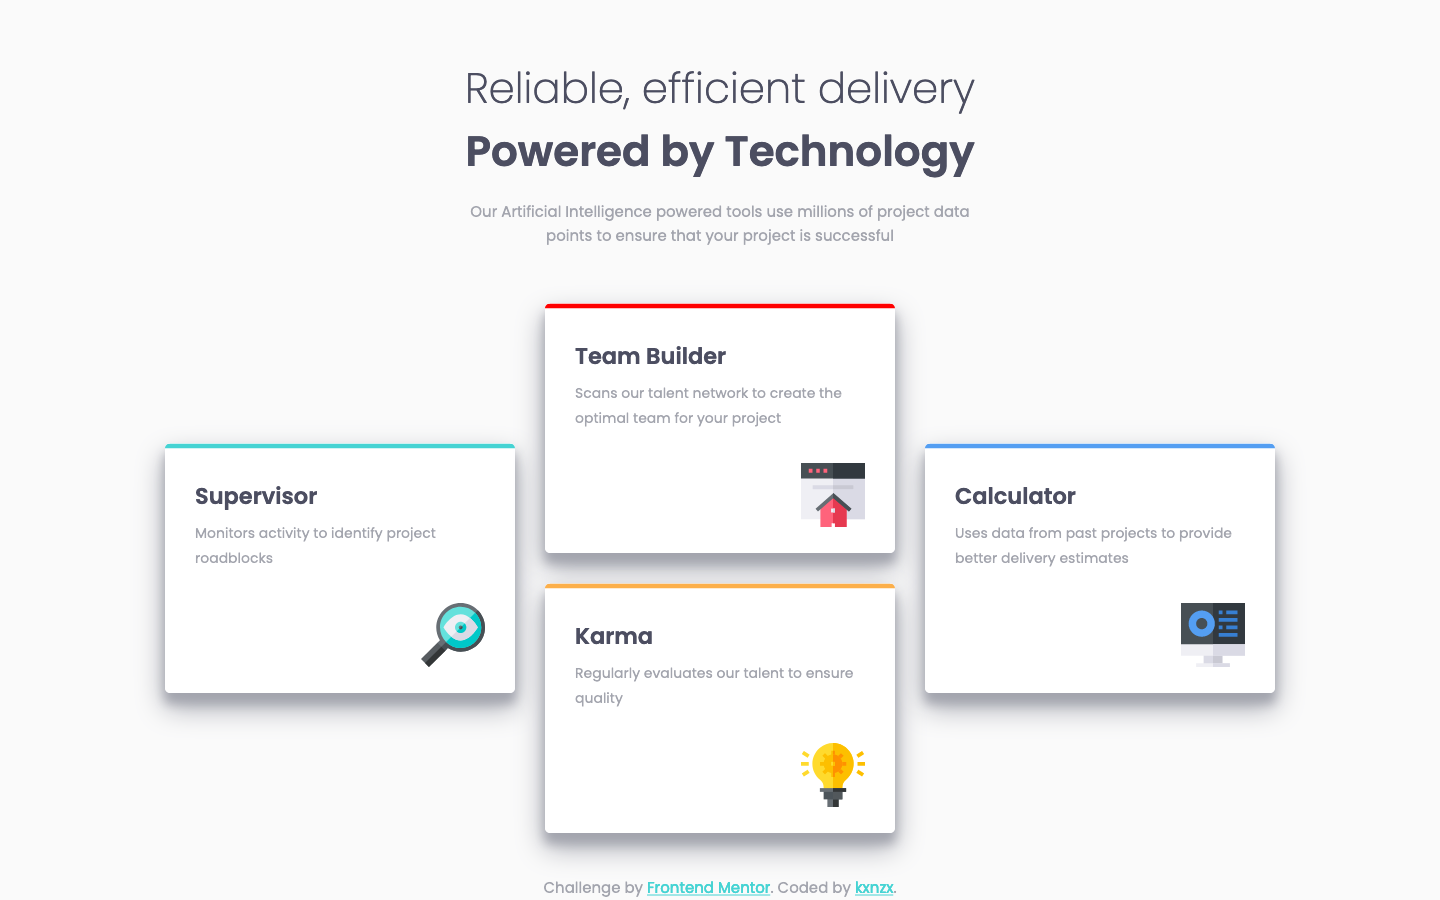 Reliable, efficient delivery
Powered by Technology
Our Artificial Intelligence powered tools use millions of project data
points to ensure that your project is successful
Team Builder
Scans our talent network to create the
optimal team for your project
Supervisor
Monitors activity to identify project
roadblocks
Calculator
Uses data from past projects to provide
better delivery estimates
Karma
Regularly evaluates our talent to ensure
quality
Challenge by Frontend Mentor. Coded by kxnzx.